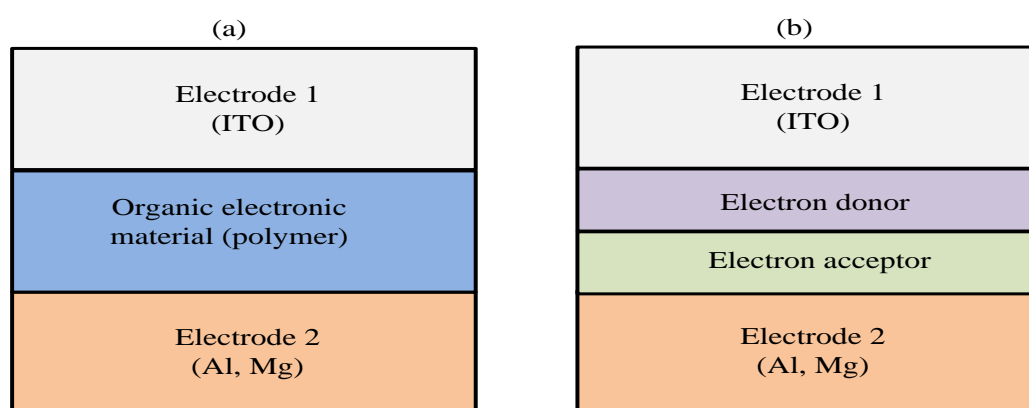 (a)
Electrode 1
(ITO)
Organic electronic
material (polymer)
Electrode 2
(Al, Mg)
(b)
Electrode 1
(ITO)
Electron donor
Electron acceptor
Electrode 2
(Al, Mg)